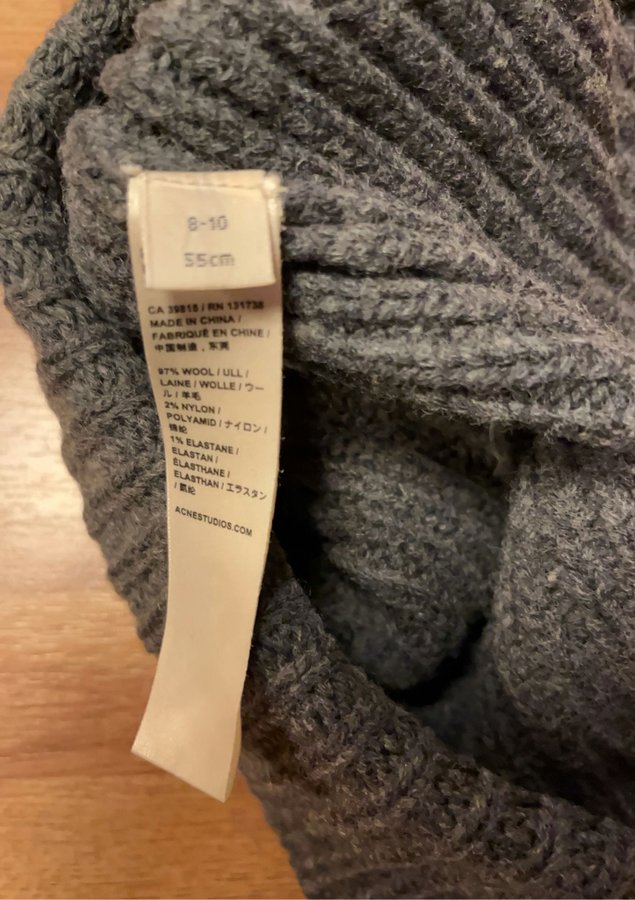 8-10
55cm
CA 39815 / RN 131738
MADE IN CHINA /
FABRIQUÉ EN CHINE /
中国制造，东莞
97% WOOL / ULL /
LAINE / WOLLE / ウー
ル / 羊毛
2% NYLON /
POLYAMID / ナイロン /
锦纶
1% ELASTANE /
ELASTAN /
ÉLASTHANE /
ELASTHAN / エラスタン
/ 氨纶
ACNESTUDIOS.COM